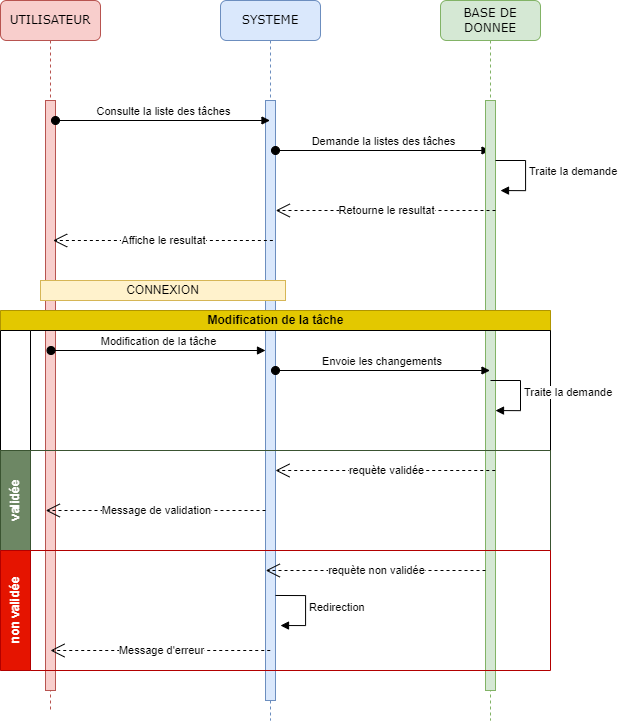 UTILISATEUR
SYSTEME
BASE DE
DONNEE
Consulte la liste des tâches
Demande la listes des tâches
Traite la demande
Retourne le resultat
Affiche le resultat
CONNEXION
Modification de la tâche
Modification de la tâche
Envoie les changements
Traite la demande
validée
requète validée
Message de validation
non validée
requète non validée
Redirection
Message d'erreur